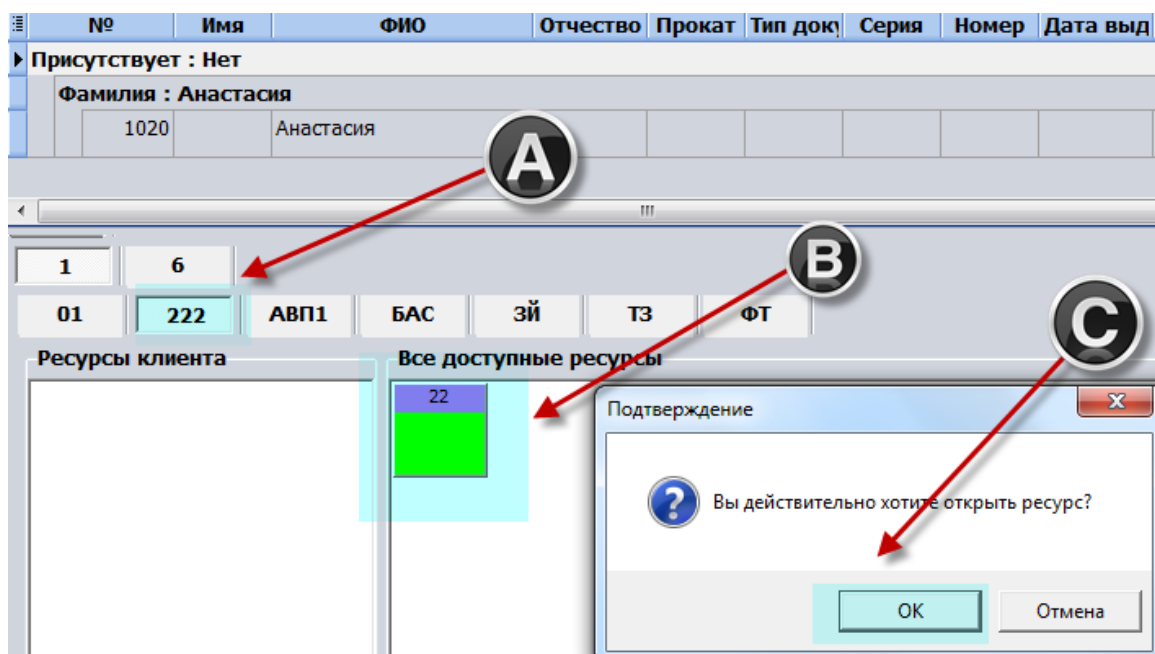 № Имя ФИО Отчество Прокат Тип доку Серия Номер Дата выд
Присутствует : Нет
Фамилия : Анастасия
1020 Анастасия
A
1 6
B
01 222 АВП1 БАС ЗЙ ТЗ ФТ
C
Ресурсы клиента Все доступные ресурсы
22
Подтверждение
Вы действительно хотите открыть ресурс?
OK Отмена